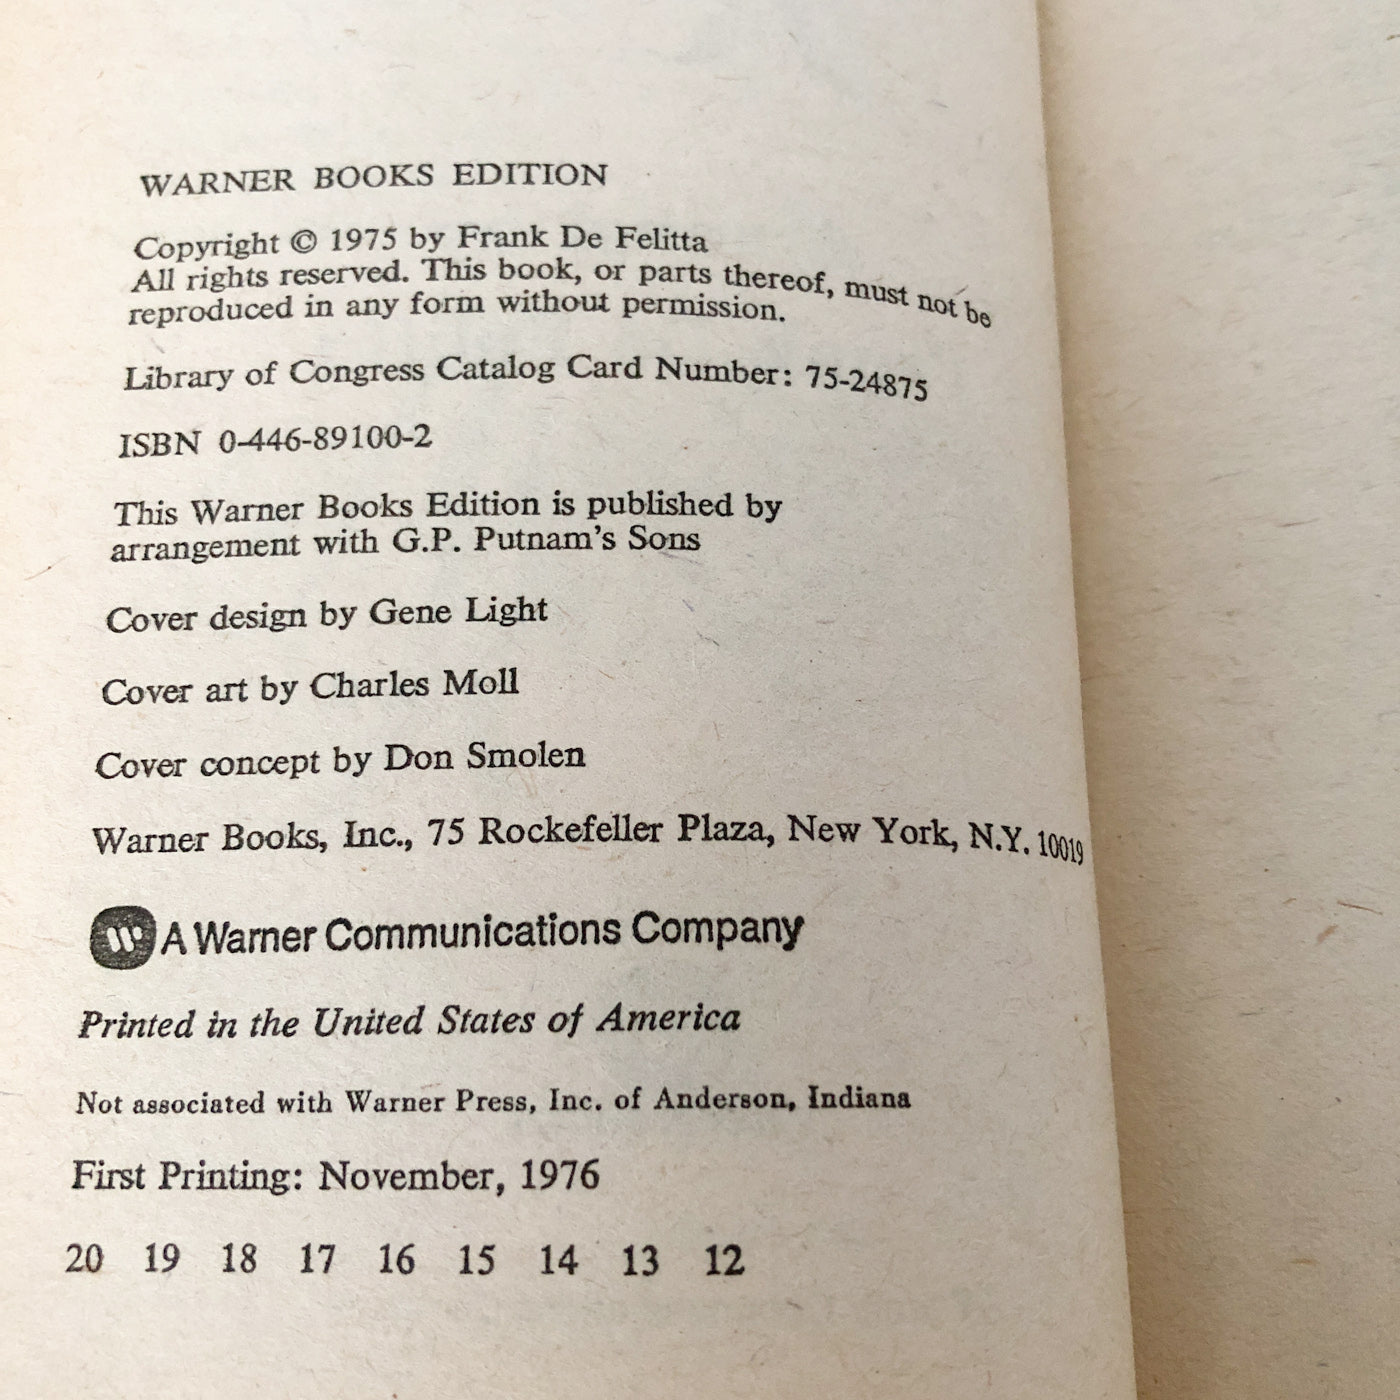 WARNER BOOKS EDITION
Copyright © 1975 by Frank De Felitta
All rights reserved. This book, or parts thereof, must not be
reproduced in any form without permission.
Library of Congress Catalog Card Number: 75-24875
ISBN 0-446-89100-2
This Warner Books Edition is published by
arrangement with G.P. Putnam's Sons
Cover design by Gene Light
Cover art by Charles Moll
Cover concept by Don Smolen
Warner Books, Inc., 75 Rockefeller Plaza, New York, N.Y. 10019
W A Warner Communications Company
Printed in the United States of America
Not associated with Warner Press, Inc. of Anderson, Indiana
First Printing: November, 1976
20 19 18 17 16 15 14 13 12